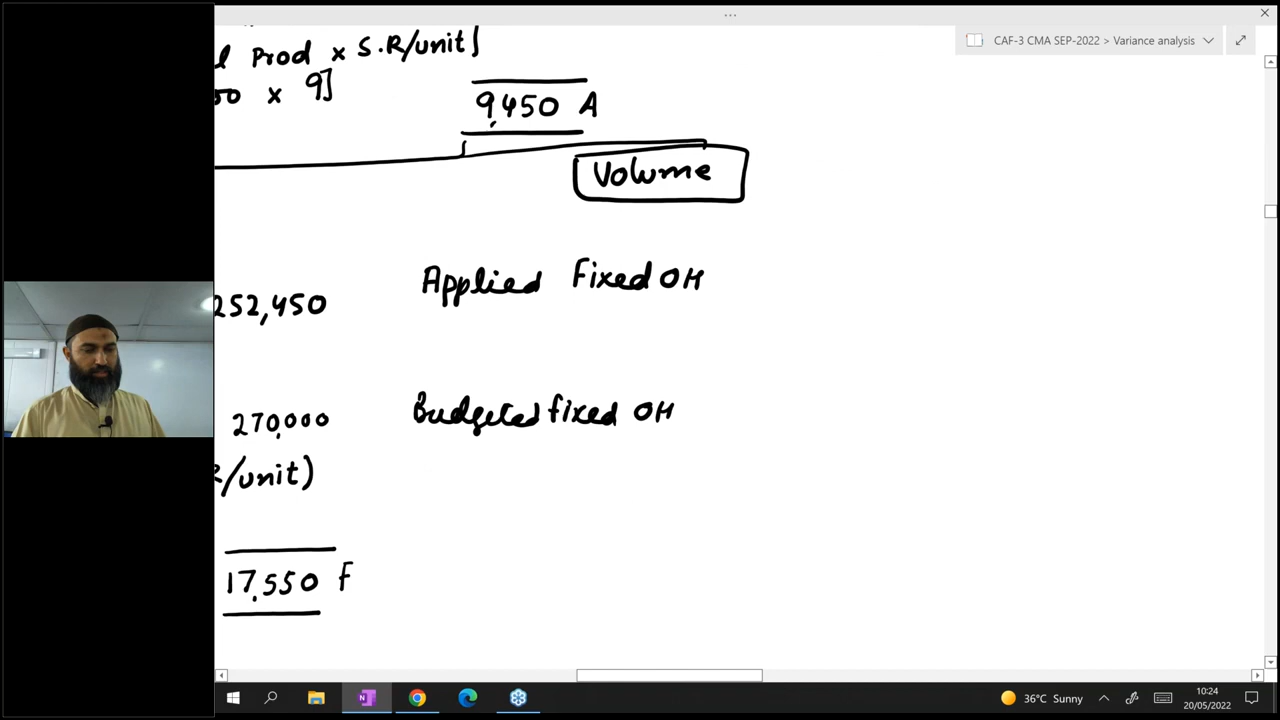 Prod x S.R/unit]
x 9]
9,450 A
Volume
252,450
Applied Fixed OH
270,000
Budgeted fixed OH
R/unit)
17,550 F
CAF-3 CMA SEP-2022 > Variance analysis
36°C Sunny
10:24
20/05/2022